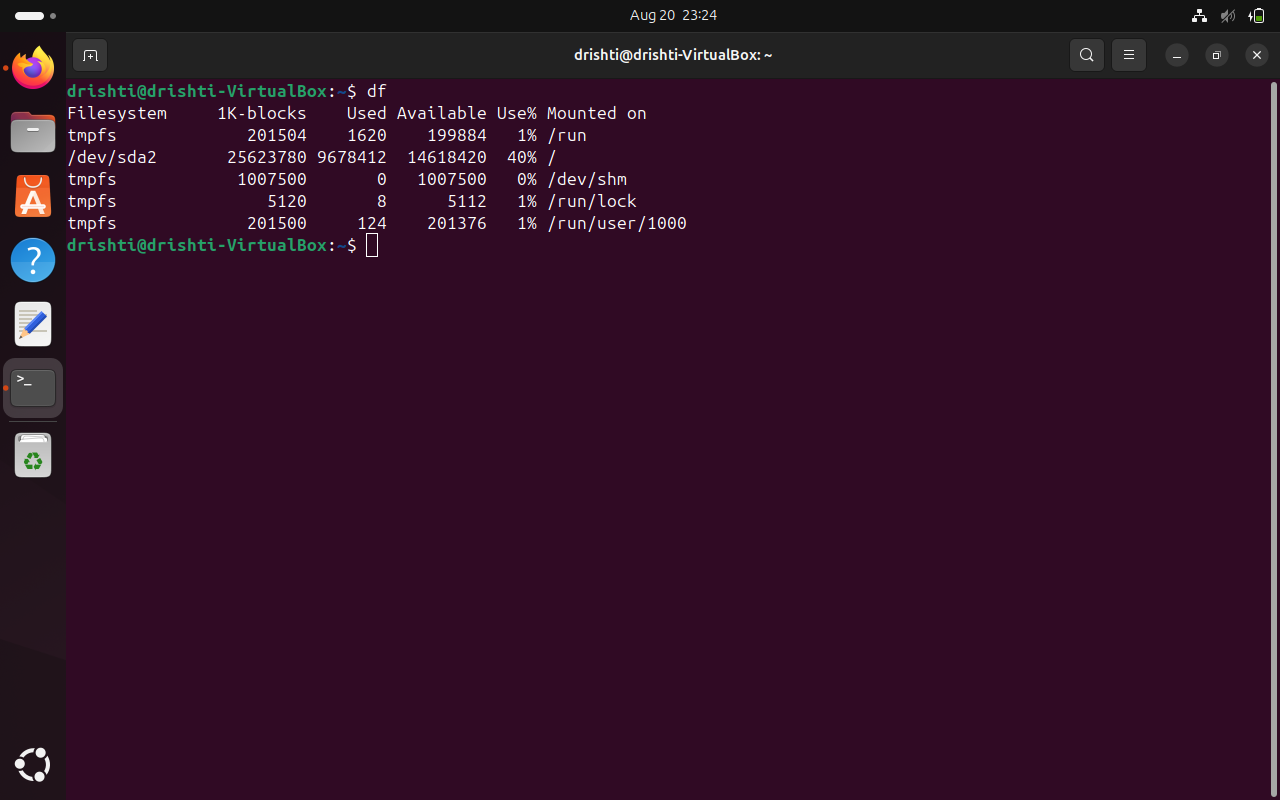 Aug 20 23:24
drishti@drishti-VirtualBox: ~
drishti@drishti-VirtualBox:~$ df
Filesystem     1K-blocks    Used Available Use% Mounted on
tmpfs             201504    1620    199884   1% /run
/dev/sda2       25623780 9678412  14618420  40% /
tmpfs            1007500       0   1007500   0% /dev/shm
tmpfs               5120       8      5112   1% /run/lock
tmpfs             201500     124    201376   1% /run/user/1000
drishti@drishti-VirtualBox:~$